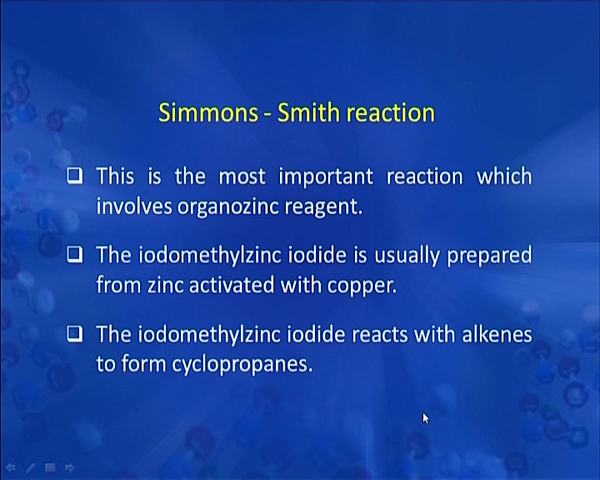 Simmons - Smith reaction
❑ This is the most important reaction which
involves organozinc reagent.
❑ The iodomethylzinc iodide is usually prepared
from zinc activated with copper.
❑ The iodomethylzinc iodide reacts with alkenes
to form cyclopropanes.